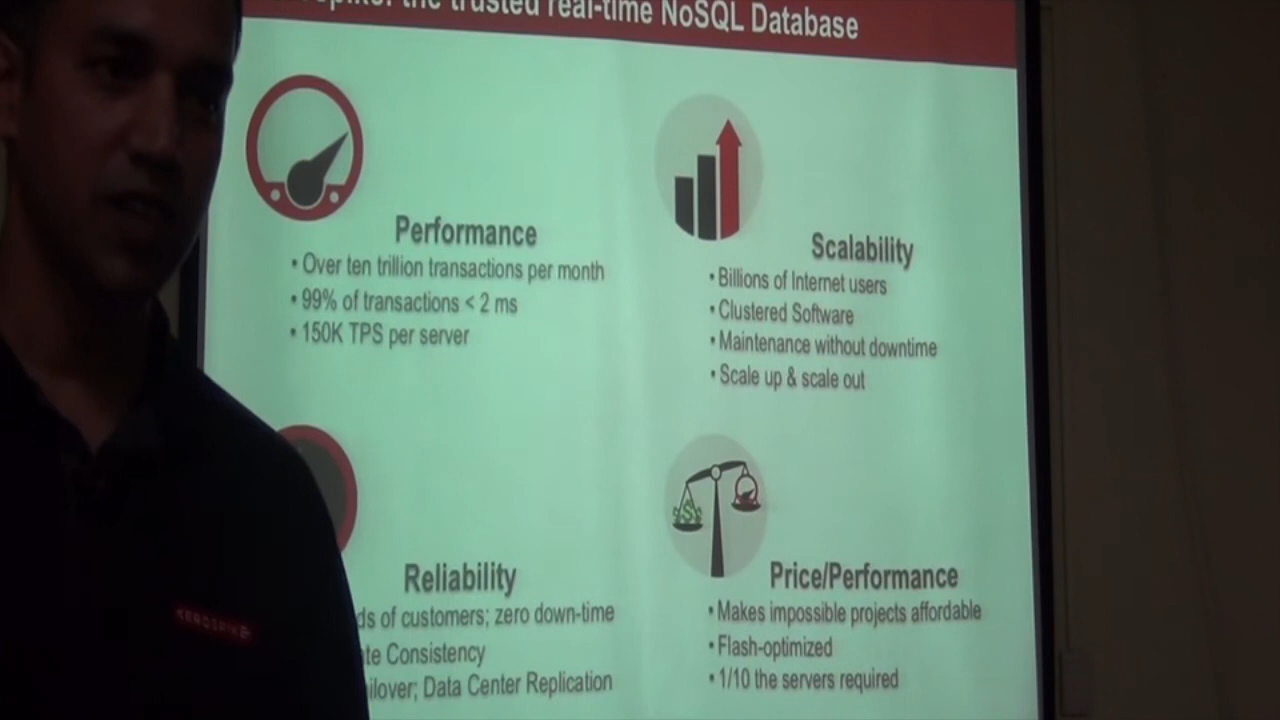 the trusted real-time NoSQL Database
Performance
• Over ten trillion transactions per month
• 99% of transactions < 2 ms
• 150K TPS per server
Scalability
• Billions of Internet users
• Clustered Software
• Maintenance without downtime
• Scale up & scale out
Reliability
of customers; zero down-time
Consistency
Data Center Replication
Price/Performance
• Makes impossible projects affordable
• Flash-optimized
• 1/10 the servers required
AEROSPIKE